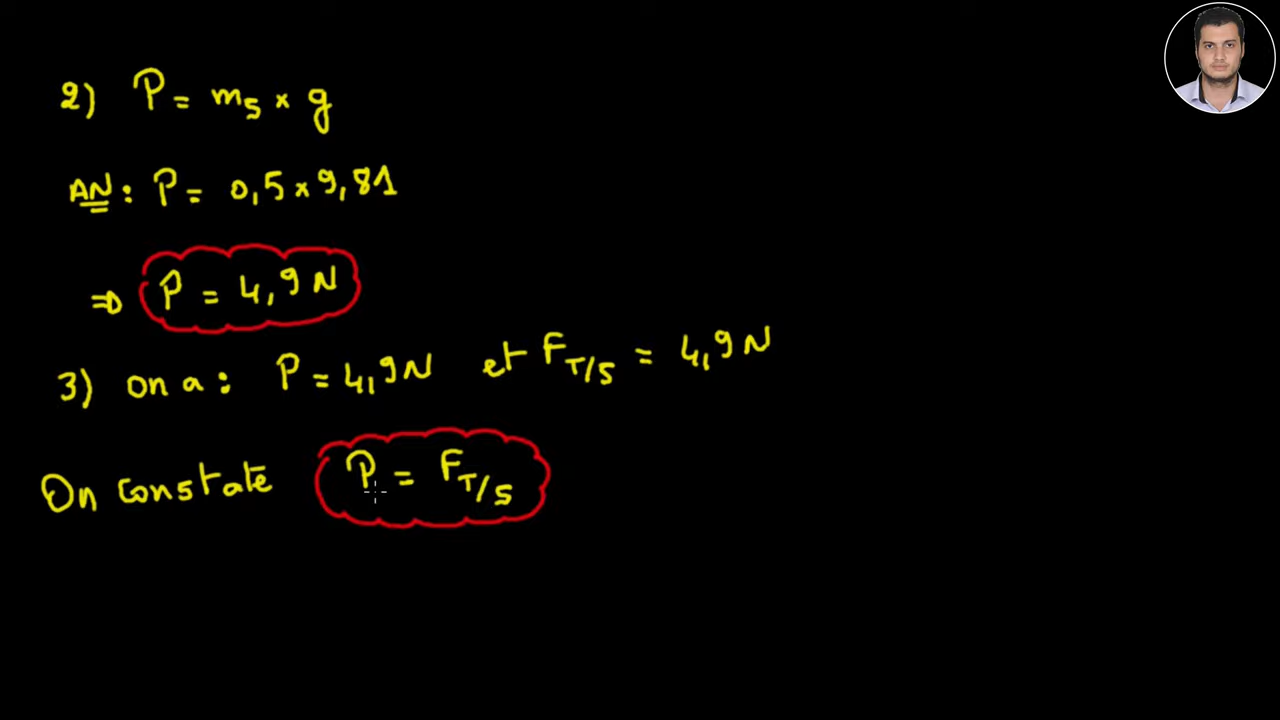 2) P = m₅ × g
AN : P = 0,5 × 9,81
⇒ P = 4,9 N
3) on a : P = 4,9 N et F_T/S = 4,9 N
On Constate P = F_T/S